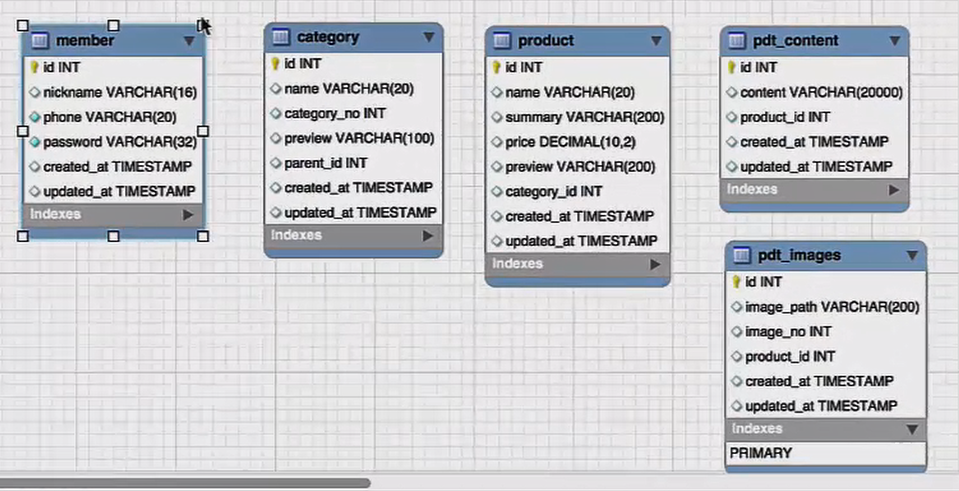 member
id INT
nickname VARCHAR(16)
phone VARCHAR(20)
password VARCHAR(32)
created_at TIMESTAMP
updated_at TIMESTAMP
Indexes
category
id INT
name VARCHAR(20)
category_no INT
preview VARCHAR(100)
parent_id INT
created_at TIMESTAMP
updated_at TIMESTAMP
Indexes
product
id INT
name VARCHAR(20)
summary VARCHAR(200)
price DECIMAL(10,2)
preview VARCHAR(200)
category_id INT
created_at TIMESTAMP
updated_at TIMESTAMP
Indexes
pdt_content
id INT
content VARCHAR(20000)
product_id INT
created_at TIMESTAMP
updated_at TIMESTAMP
Indexes
pdt_images
id INT
image_path VARCHAR(200)
image_no INT
product_id INT
created_at TIMESTAMP
updated_at TIMESTAMP
Indexes
PRIMARY